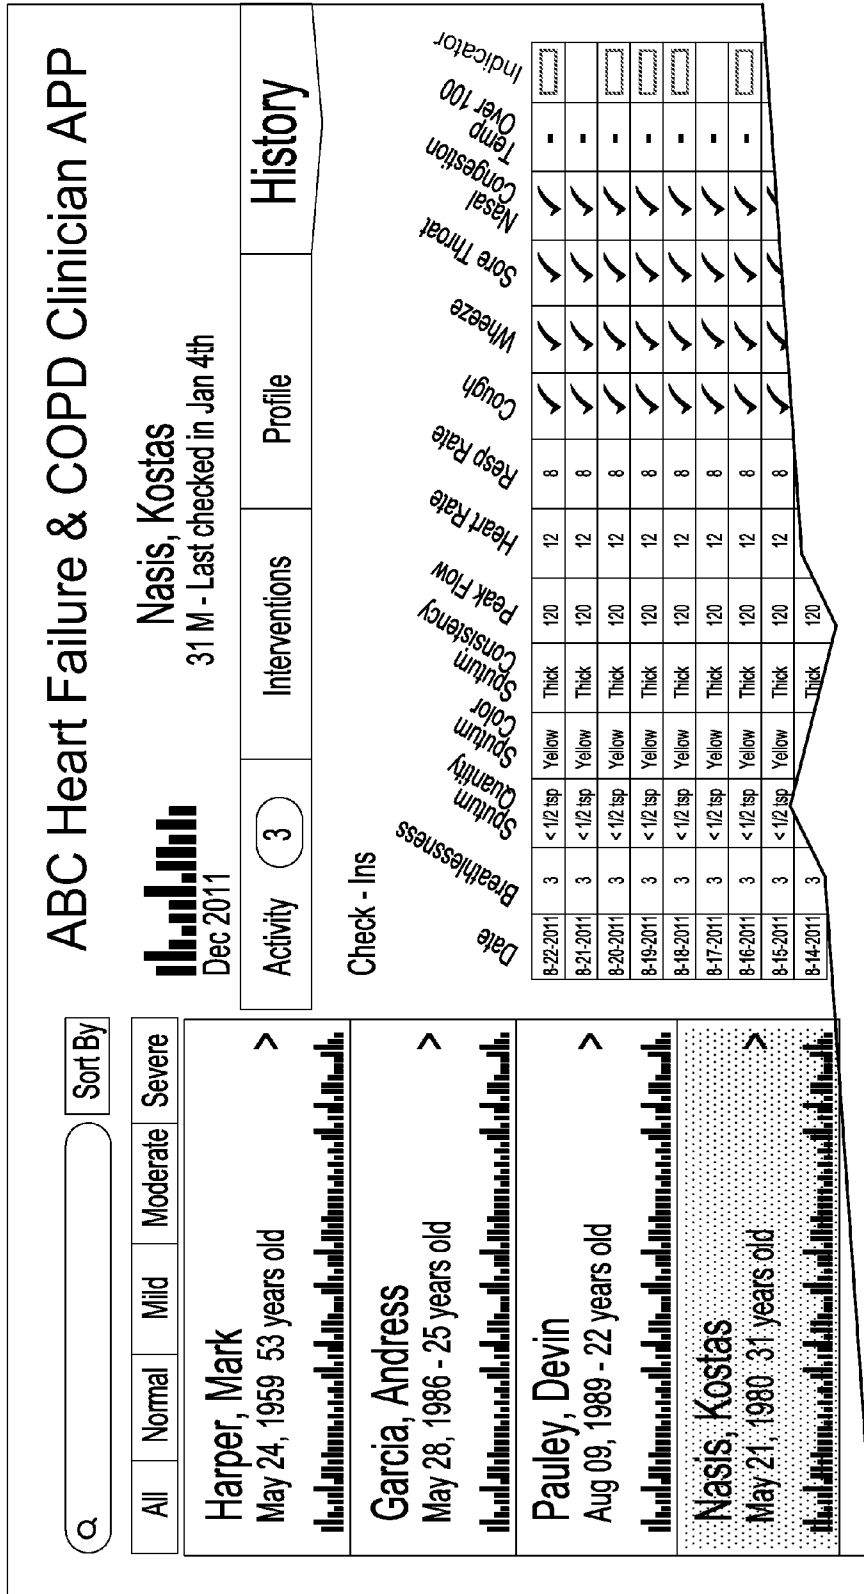 ABC Heart Failure & COPD Clinician APP
Sort By
All Normal Mild Moderate Severe
Harper, Mark
May 24, 1959 53 years old
>
Garcia, Andress
May 28, 1986 - 25 years old
>
Pauley, Devin
Aug 09, 1989 - 22 years old
>
Nasis, Kostas
May 21, 1980 31 years old
>
Dec 2011
Nasis, Kostas
31 M - Last checked in Jan 4th
Activity 3 Interventions Profile History
Check - Ins
Date Breathlessness Sputum Quantity Sputum Color Sputum Consistency Peak Flow Heart Rate Resp Rate Cough Wheeze Sore Throat Nasal Congestion Temp Over 100 Indicator
8-22-2011 3 < 1/2 tsp Yellow Thick 120 12 8 ✓ ✓ ✓ ✓ -
8-21-2011 3 < 1/2 tsp Yellow Thick 120 12 8 ✓ ✓ ✓ ✓ -
8-20-2011 3 < 1/2 tsp Yellow Thick 120 12 8 ✓ ✓ ✓ ✓ -
8-19-2011 3 < 1/2 tsp Yellow Thick 120 12 8 ✓ ✓ ✓ ✓ -
8-18-2011 3 < 1/2 tsp Yellow Thick 120 12 8 ✓ ✓ ✓ ✓ -
8-17-2011 3 < 1/2 tsp Yellow Thick 120 12 8 ✓ ✓ ✓ ✓ -
8-16-2011 3 < 1/2 tsp Yellow Thick 120 12 8 ✓ ✓ ✓ ✓ -
8-15-2011 3 < 1/2 tsp Yellow Thick 120 12 8 ✓ ✓ ✓ ✓
8-14-2011 3 Thick 120